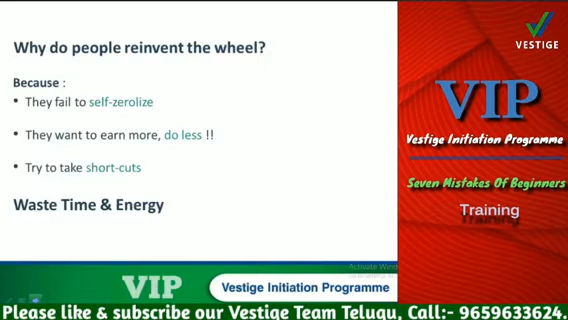 Why do people reinvent the wheel?
Because :
• They fail to self-zerolize
• They want to earn more, do less !!
• Try to take short-cuts
Waste Time & Energy
VESTIGE
VIP
Vestige Initiation Programme
Seven Mistakes Of Beginners
Training
Activate Wind
VIP
Vestige Initiation Programme
Please like & subscribe our Vestige Team Telugu, Call:- 9659633624.